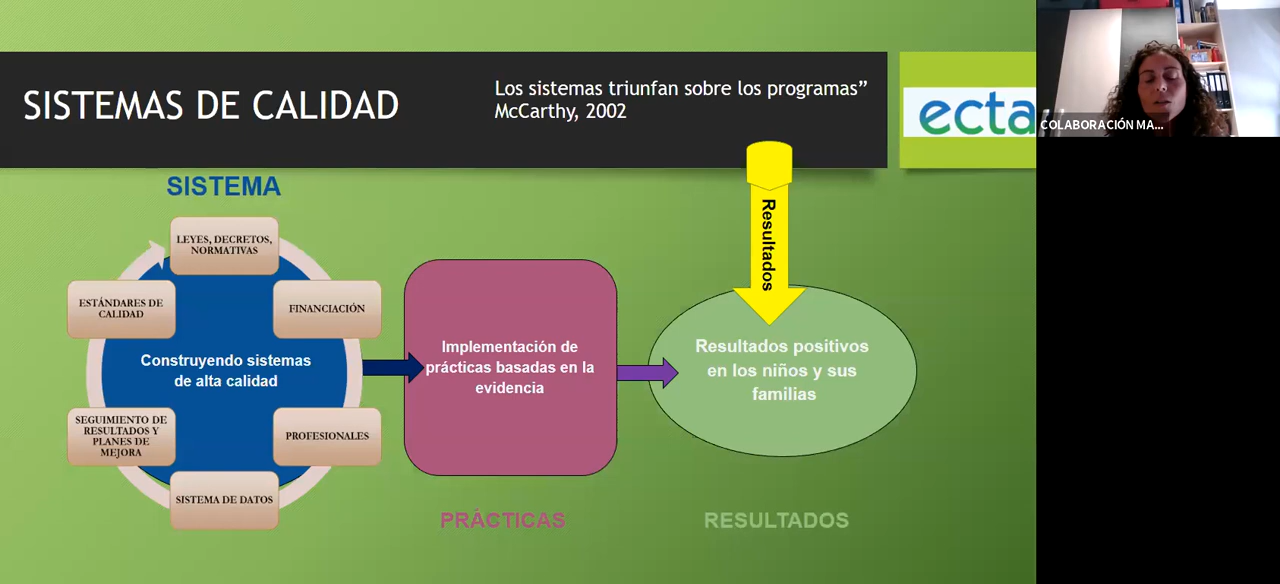 SISTEMAS DE CALIDAD
Los sistemas triunfan sobre los programas”
McCarthy, 2002
ecta
COLABORACIÓN MA...
SISTEMA
LEYES, DECRETOS,
NORMATIVAS
ESTÁNDARES DE
CALIDAD
FINANCIACIÓN
Construyendo sistemas
de alta calidad
SEGUIMIENTO DE
RESULTADOS Y
PLANES DE
MEJORA
PROFESIONALES
SISTEMA DE DATOS
Implementación de
prácticas basadas en la
evidencia
Resultados
Resultados positivos
en los niños y sus
familias
PRÁCTICAS
RESULTADOS